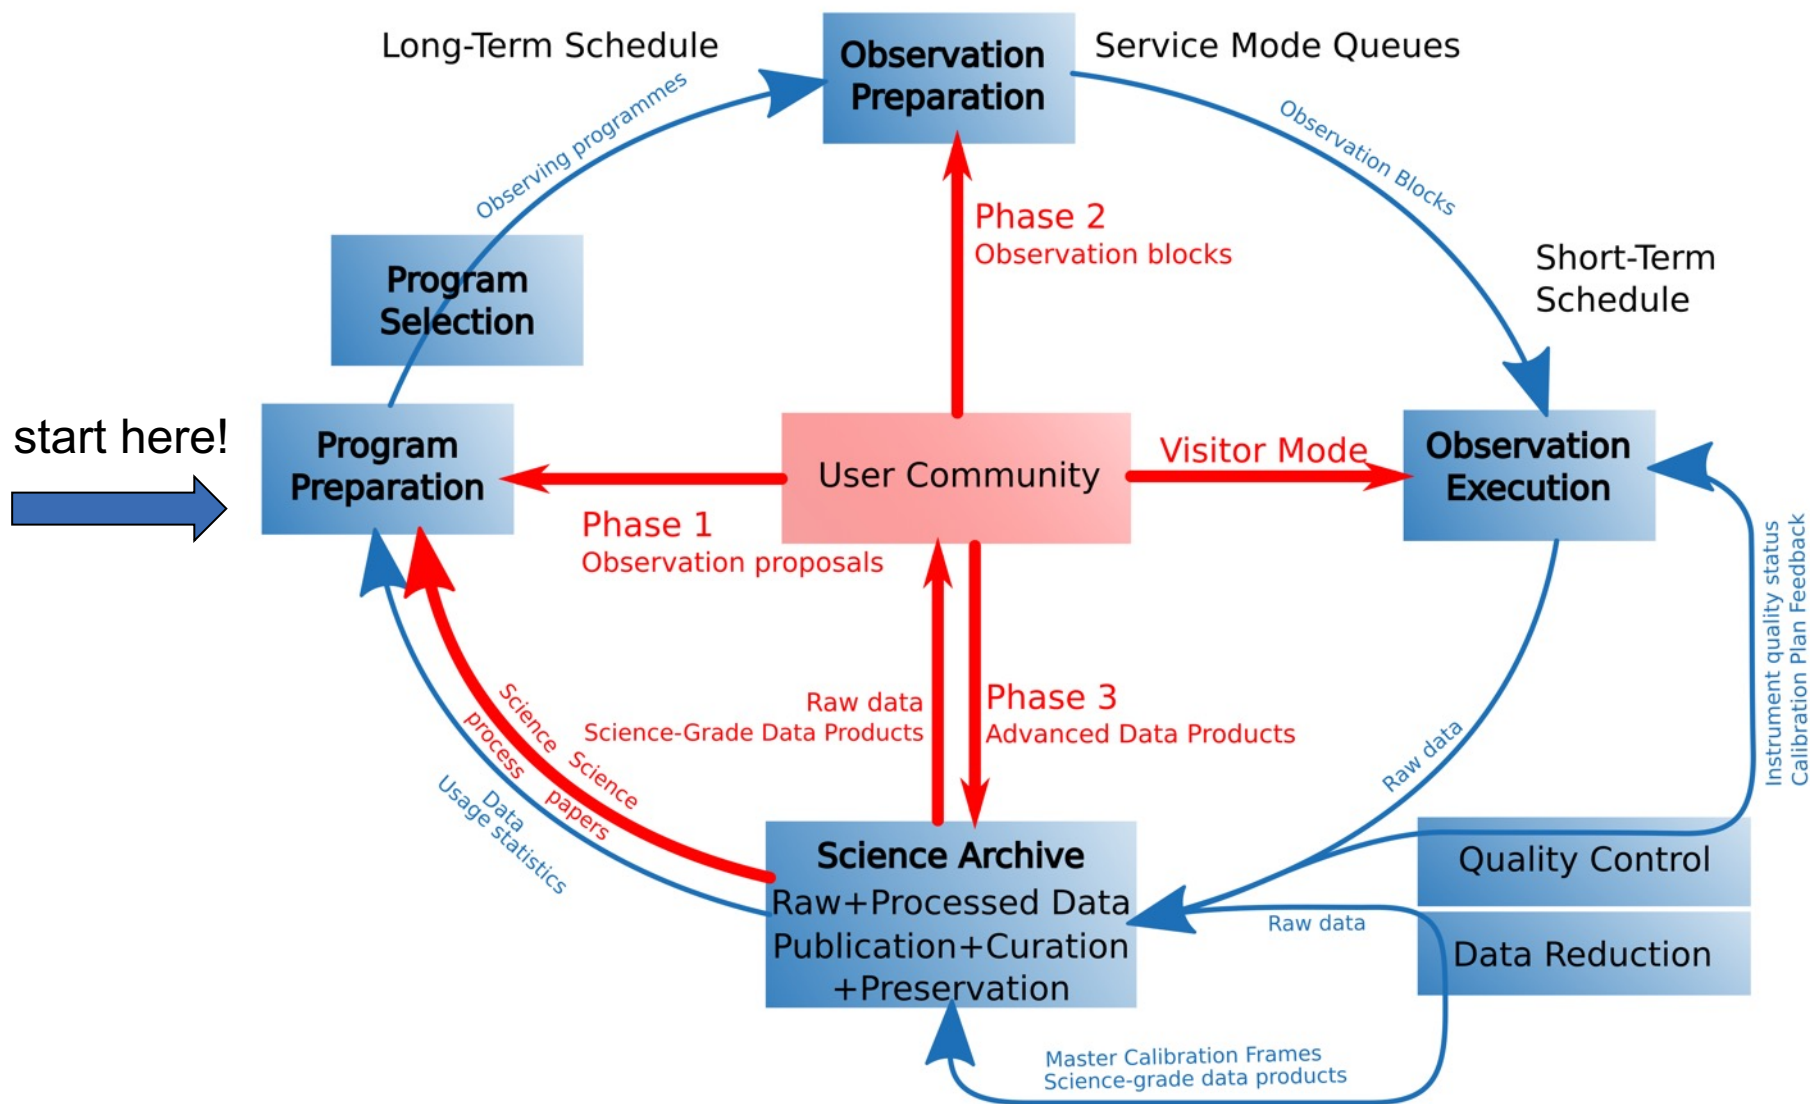 Long-Term Schedule
Observation
Preparation
Service Mode Queues
Observing programmes
Observation Blocks
Phase 2
Observation blocks
Short-Term
Schedule
Program
Selection
start here!
Program
Preparation
User Community
Visitor Mode
Observation
Execution
Phase 1
Observation proposals
Instrument quality status
Calibration Plan Feedback
Raw data
Science-Grade Data Products
Phase 3
Advanced Data Products
Raw data
Science Science
process papers
Data
Usage statistics
Science Archive
Raw+Processed Data
Publication+Curation
+Preservation
Quality Control
Raw data
Data Reduction
Master Calibration Frames
Science-grade data products